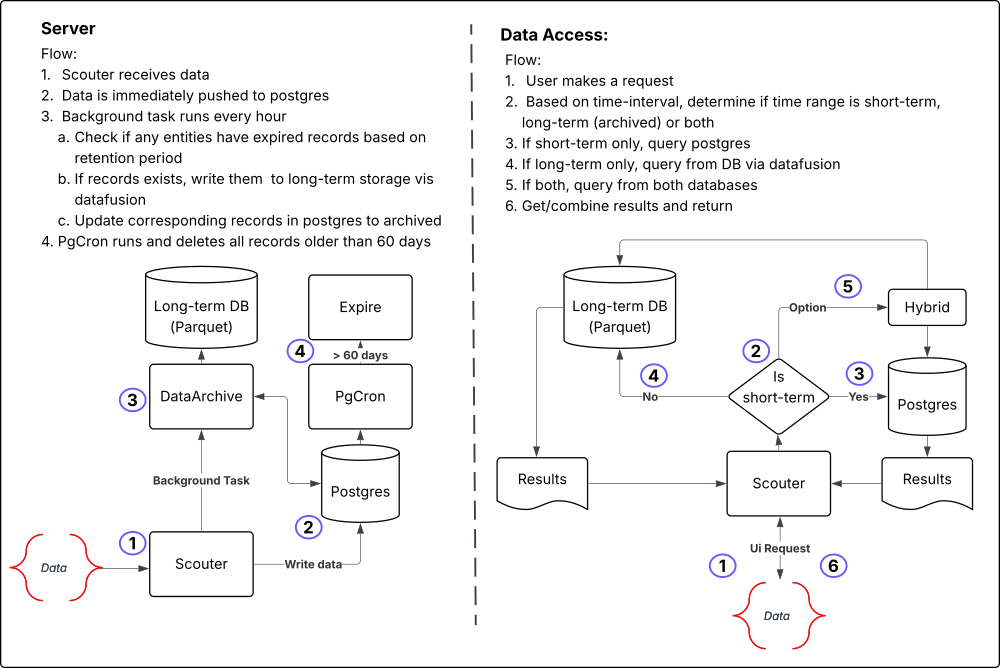 Server
Flow:
1. Scouter receives data
2. Data is immediately pushed to postgres
3. Background task runs every hour
a. Check if any entities have expired records based on
retention period
b. If records exists, write them to long-term storage vis
datafusion
c. Update corresponding records in postgres to archived
4. PgCron runs and deletes all records older than 60 days
Long-term DB
(Parquet)
Expire
4
> 60 days
3
DataArchive
PgCron
Background Task
Postgres
2
1
Data
Scouter
Write data
Data Access:
Flow:
1. User makes a request
2. Based on time-interval, determine if time range is short-term,
long-term (archived) or both
3. If short-term only, query postgres
4. If long-term only, query from DB via datafusion
5. If both, query from both databases
6. Get/combine results and return
5
Long-term DB
(Parquet)
Option
Hybrid
2
4
3
Is
short-term
No
Yes
Postgres
Results
Scouter
Results
Ui Request
1
6
Data